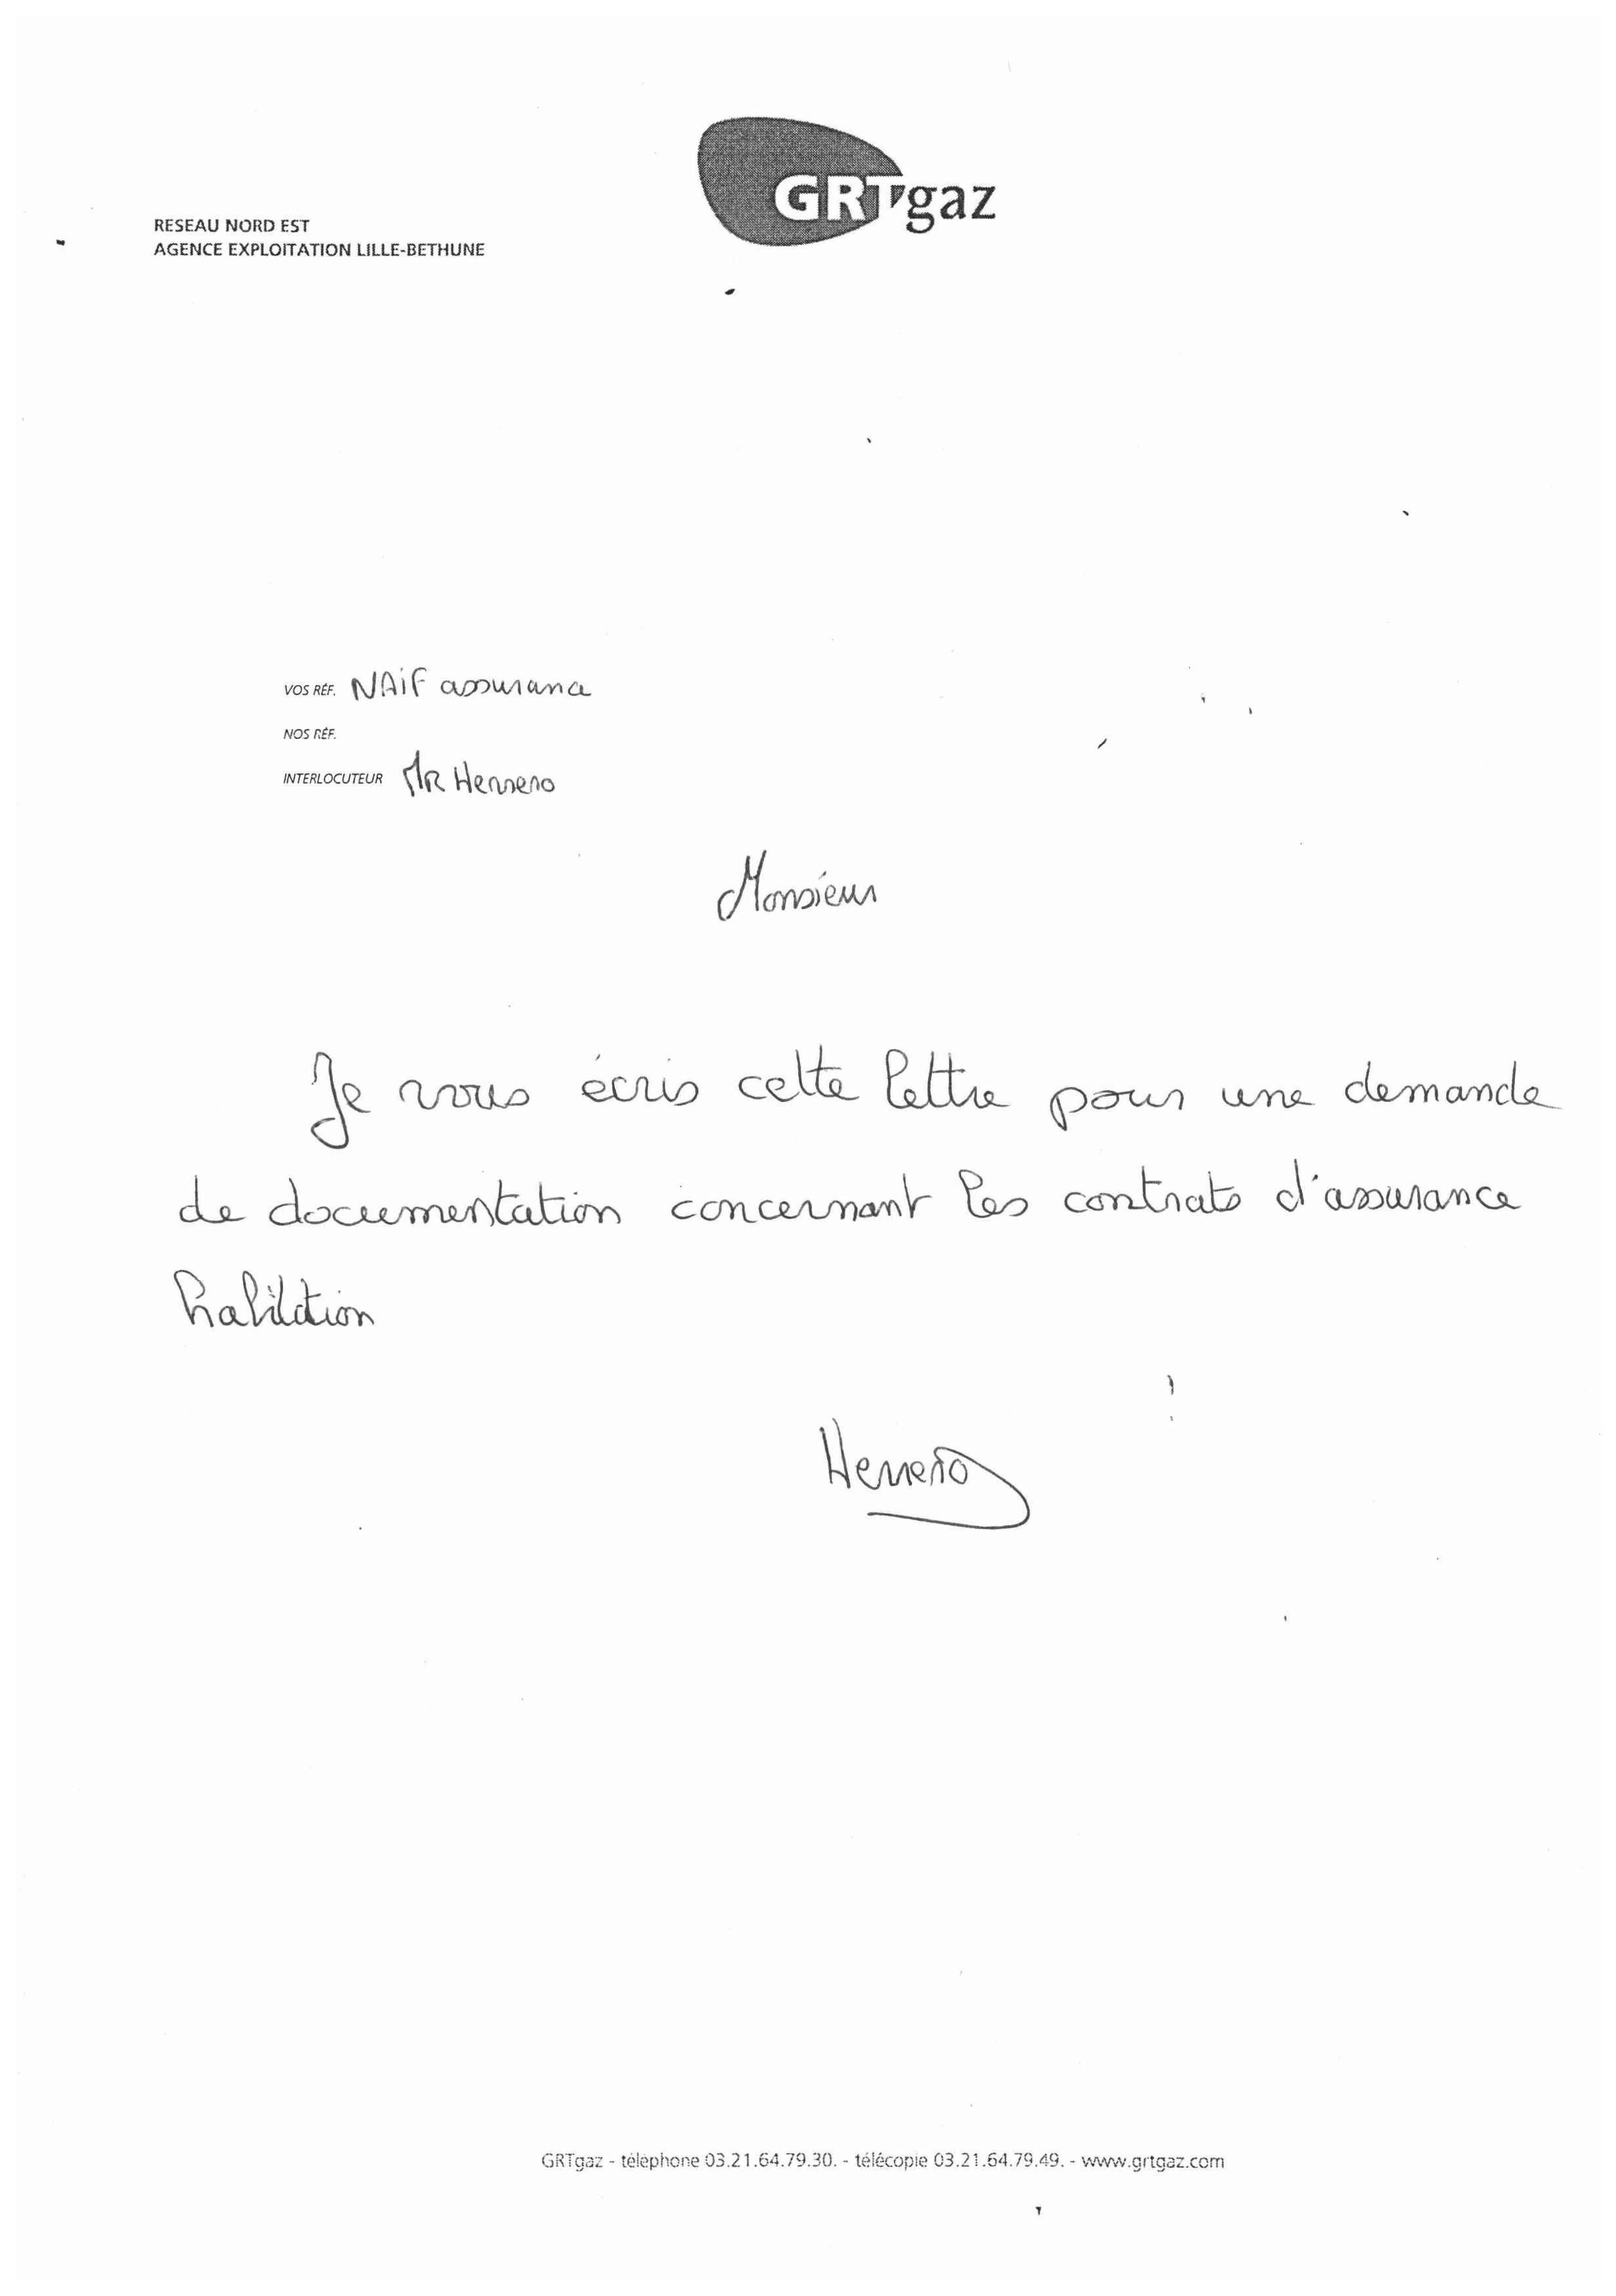 GRTgaz
RESEAU NORD EST
AGENCE EXPLOITATION LILLE-BETHUNE
VOS RÉF. NAiF assurance
NOS RÉF.
INTERLOCUTEUR MR Herrero
Monsieur
Je vous écris cette lettre pour une demande
de documentation concernant les contrats d'assurance
habitation
Herrero
GRTgaz - téléphone 03.21.64.79.30. - télécopie 03.21.64.79.49. - www.grtgaz.com